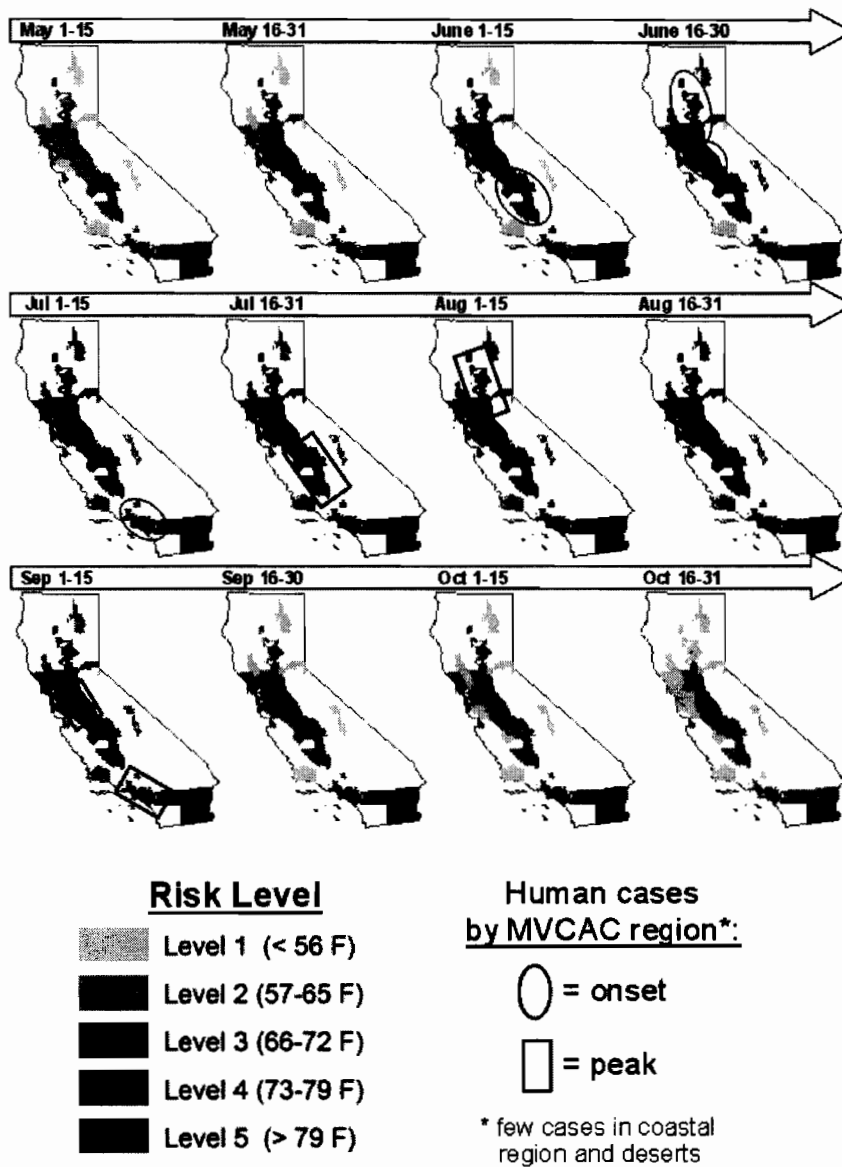 May 1-15 May 16-31 June 1-15 June 16-30
Jul 1-15 Jul 16-31 Aug 1-15 Aug 16-31
Sep 1-15 Sep 16-30 Oct 1-15 Oct 16-31
Risk Level
Level 1 (< 56 F)
Level 2 (57-65 F)
Level 3 (66-72 F)
Level 4 (73-79 F)
Level 5 (> 79 F)
Human cases
by MVCAC region*:
= onset
= peak
* few cases in coastal
region and deserts